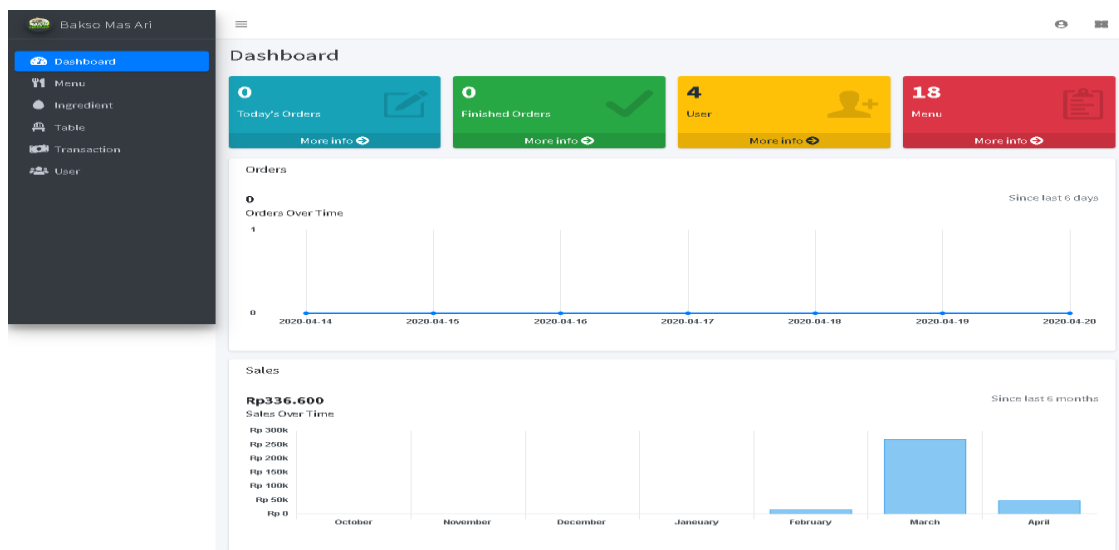 Bakso Mas Ari
Dashboard
Menu
Ingredient
Table
Transaction
User
Dashboard
0
Today's Orders
More info
0
Finished Orders
More info
4
User
More info
18
Menu
More info
Orders
0
Since last 6 days
Orders Over Time
1
0
2020-04-14 2020-04-15 2020-04-16 2020-04-17 2020-04-18 2020-04-19 2020-04-20
Sales
Rp336.600
Since last 6 months
Sales Over Time
Rp 300k
Rp 250k
Rp 200k
Rp 150k
Rp 100k
Rp 50k
Rp 0
October November December Janeuary February March April